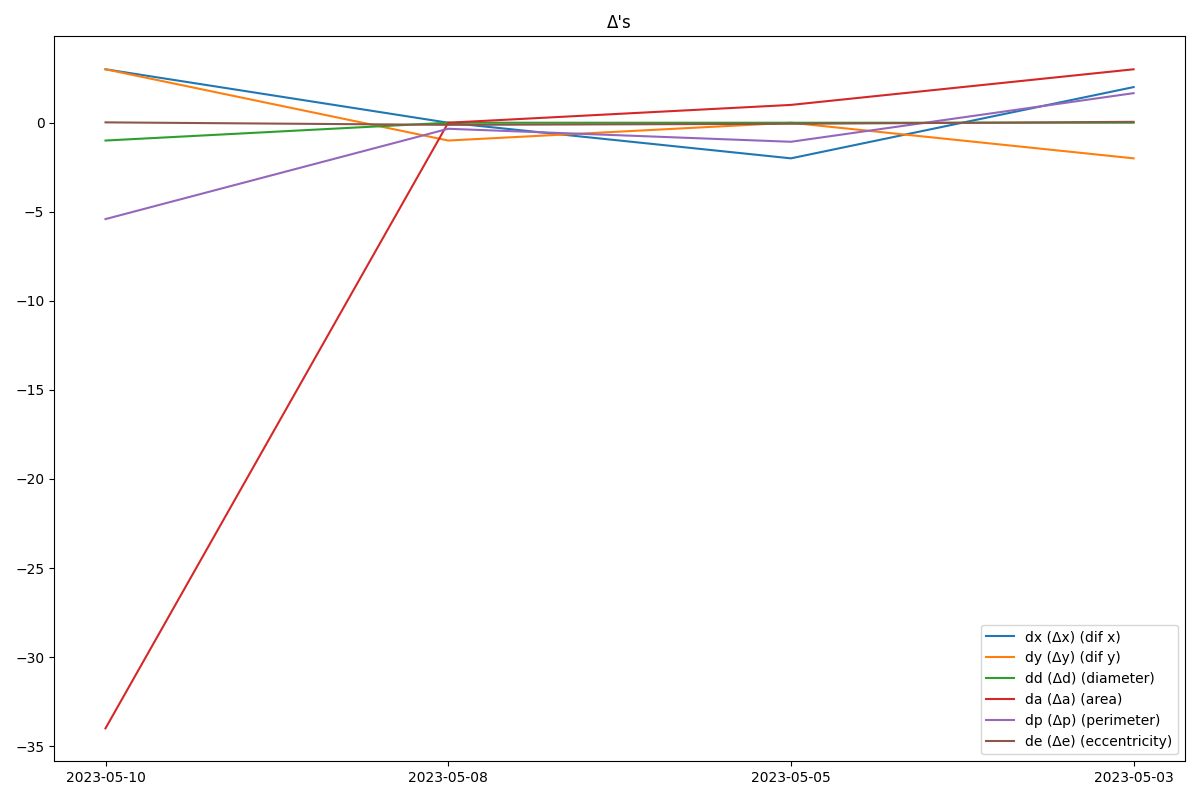 Δ's
0
−5
−10
−15
−20
−25
−30
−35
2023-05-10
2023-05-08
2023-05-05
2023-05-03
dx (Δx) (dif x)
dy (Δy) (dif y)
dd (Δd) (diameter)
da (Δa) (area)
dp (Δp) (perimeter)
de (Δe) (eccentricity)